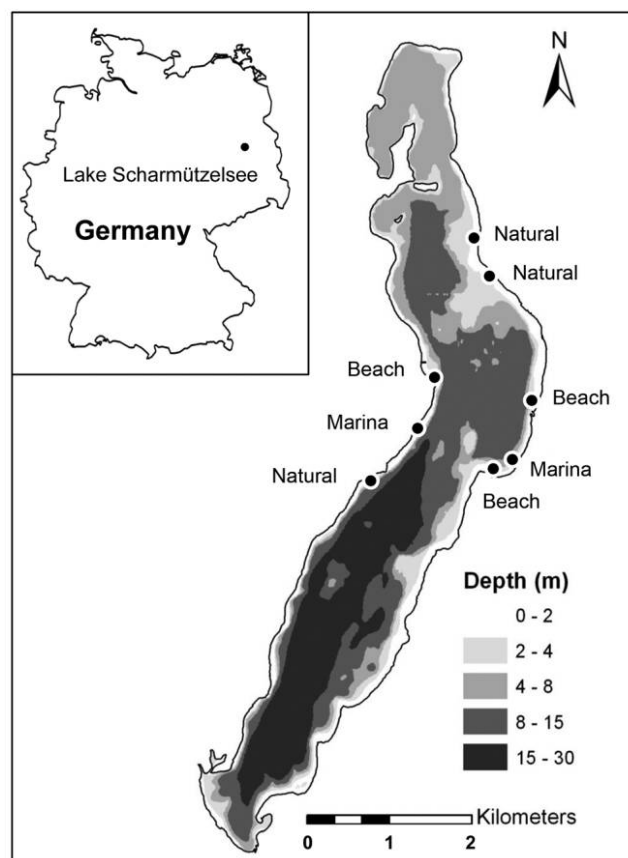 N
Lake Scharmützelsee
Germany
Natural
Natural
Beach
Beach
Marina
Marina
Natural
Beach
Depth (m)
0 - 2
2 - 4
4 - 8
8 - 15
15 - 30
Kilometers
0 1 2